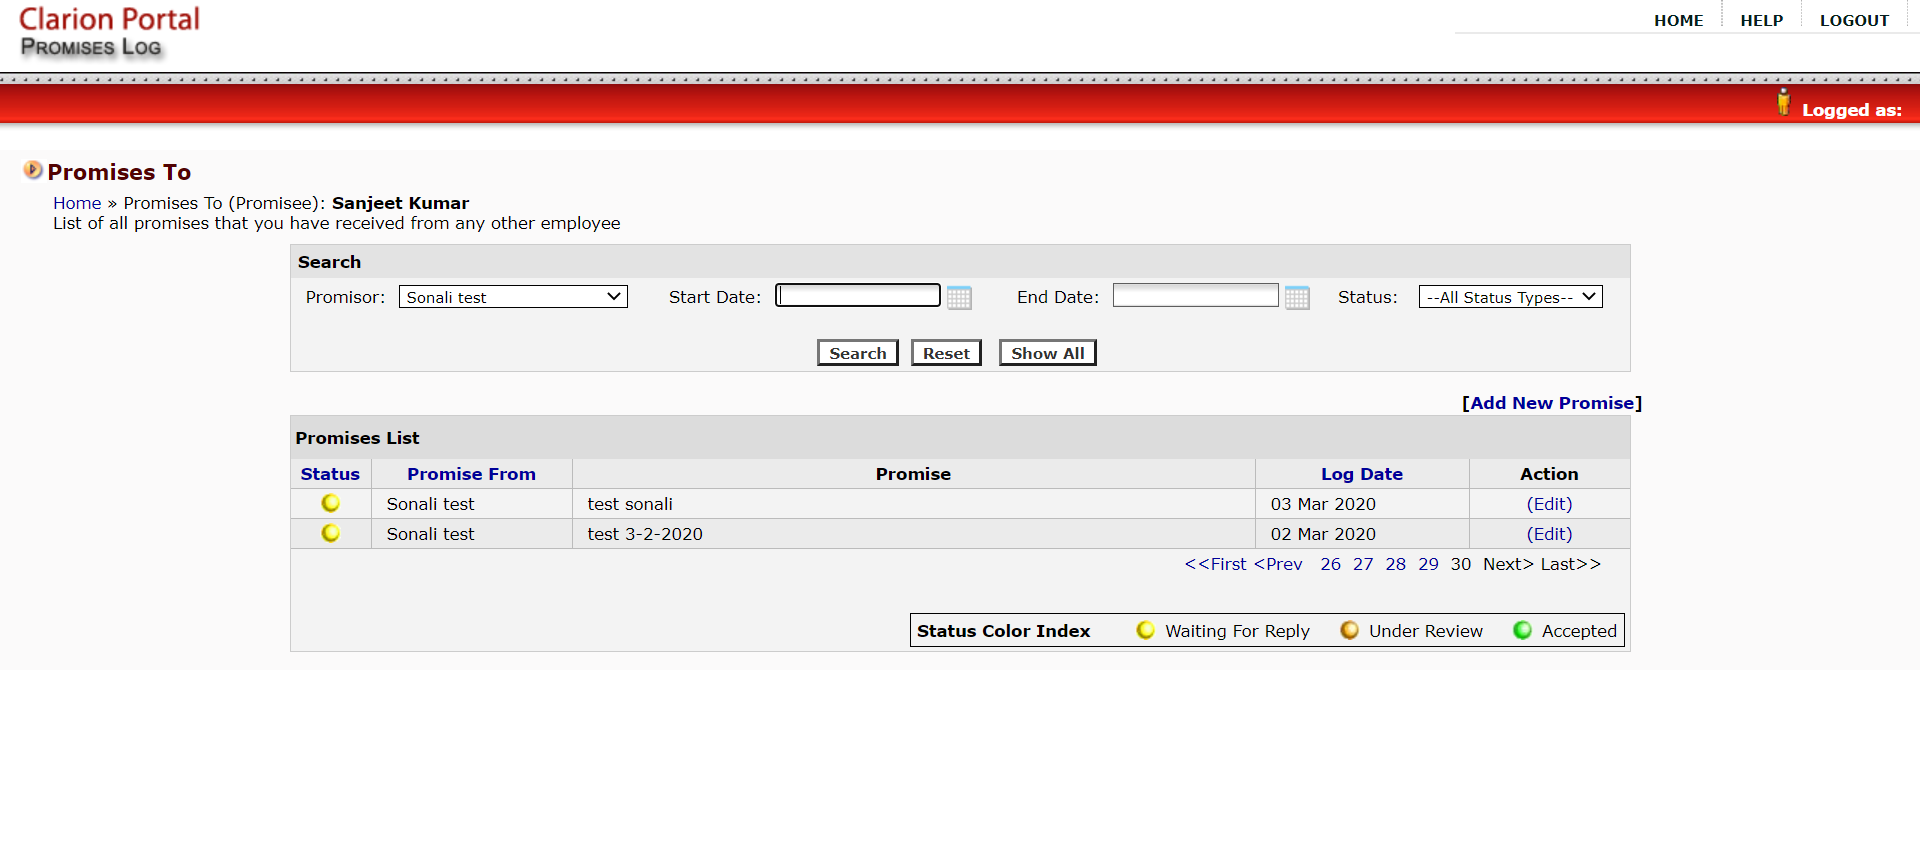 Clarion Portal
PROMISES LOG
HOME HELP LOGOUT
Logged as:
Promises To
Home » Promises To (Promisee): Sanjeet Kumar
List of all promises that you have received from any other employee
Search
Promisor: Sonali test Start Date: End Date: Status: --All Status Types--
Search Reset Show All
[Add New Promise]
Promises List
Status Promise From Promise Log Date Action
Sonali test test sonali 03 Mar 2020 (Edit)
Sonali test test 3-2-2020 02 Mar 2020 (Edit)
<<First <Prev 26 27 28 29 30 Next> Last>>
Status Color Index Waiting For Reply Under Review Accepted